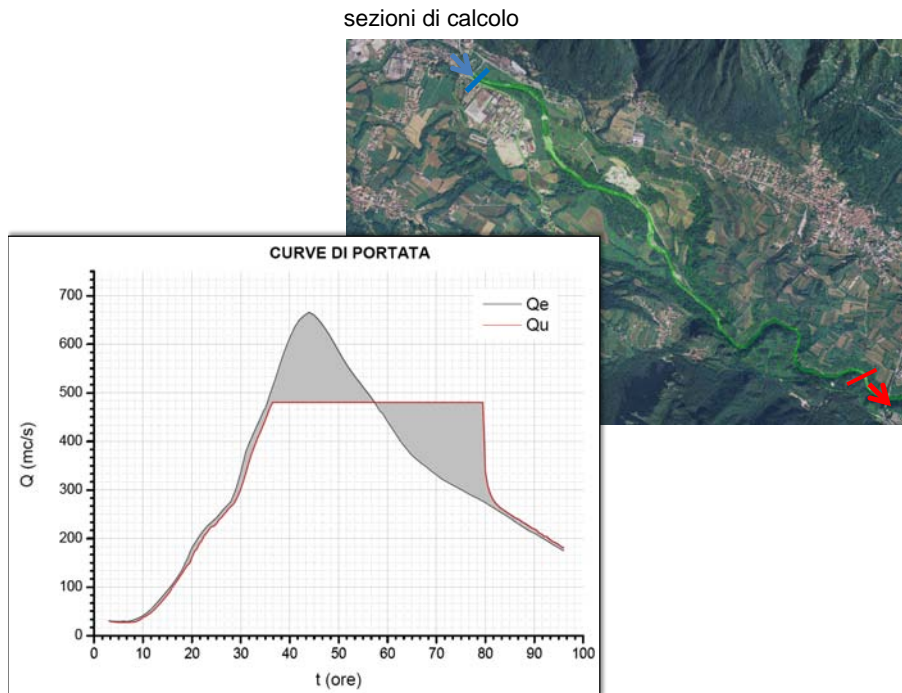 sezioni di calcolo
CURVE DI PORTATA
Qe
Qu
Q (mc/s)
700
600
500
400
300
200
100
0
0 10 20 30 40 50 60 70 80 90 100
t (ore)